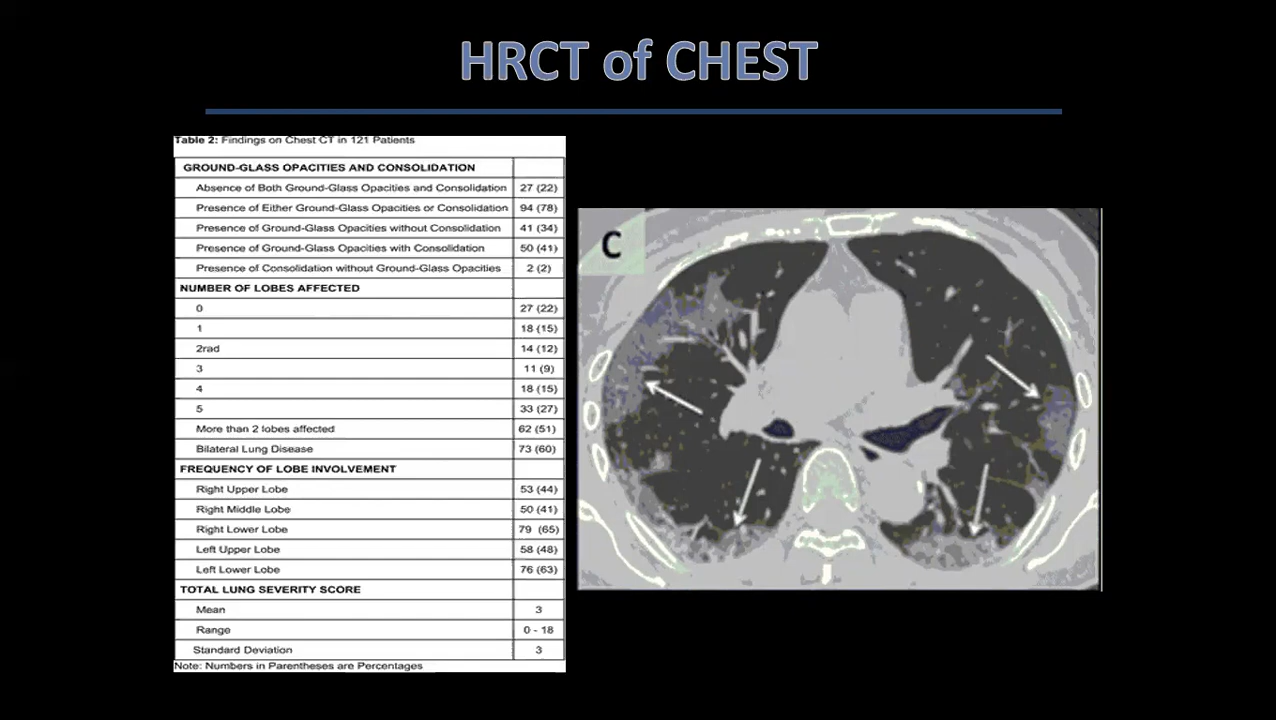 HRCT of CHEST
Table 2: Findings on Chest CT in 121 Patients
GROUND-GLASS OPACITIES AND CONSOLIDATION
Absence of Both Ground-Glass Opacities and Consolidation 27 (22)
Presence of Either Ground-Glass Opacities or Consolidation 94 (78)
Presence of Ground-Glass Opacities without Consolidation 41 (34)
Presence of Ground-Glass Opacities with Consolidation 50 (41)
Presence of Consolidation without Ground-Glass Opacities 2 (2)
NUMBER OF LOBES AFFECTED
0 27 (22)
1 18 (15)
2rad 14 (12)
3 11 (9)
4 18 (15)
5 33 (27)
More than 2 lobes affected 62 (51)
Bilateral Lung Disease 73 (60)
FREQUENCY OF LOBE INVOLVEMENT
Right Upper Lobe 53 (44)
Right Middle Lobe 50 (41)
Right Lower Lobe 79 (65)
Left Upper Lobe 58 (48)
Left Lower Lobe 76 (63)
TOTAL LUNG SEVERITY SCORE
Mean 3
Range 0 - 18
Standard Deviation 3
Note: Numbers in Parentheses are Percentages
C